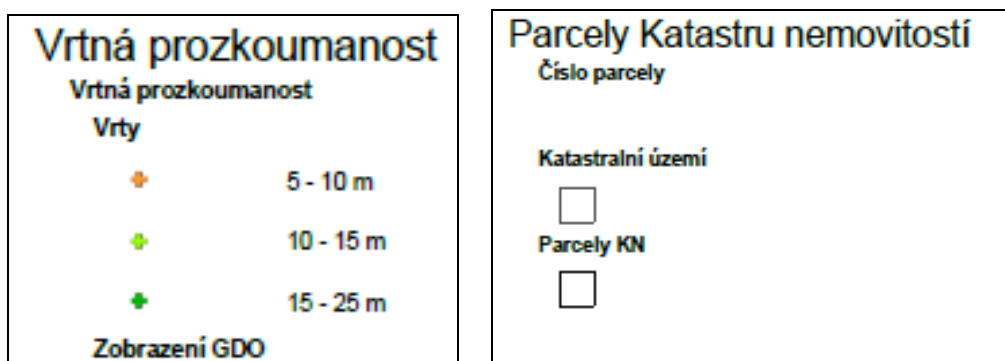 Vrtná prozkoumanost
Vrtná prozkoumanost
Vrty
5 - 10 m
10 - 15 m
15 - 25 m
Zobrazení GDO
Parcely Katastru nemovitostí
Číslo parcely
Katastralní území
Parcely KN